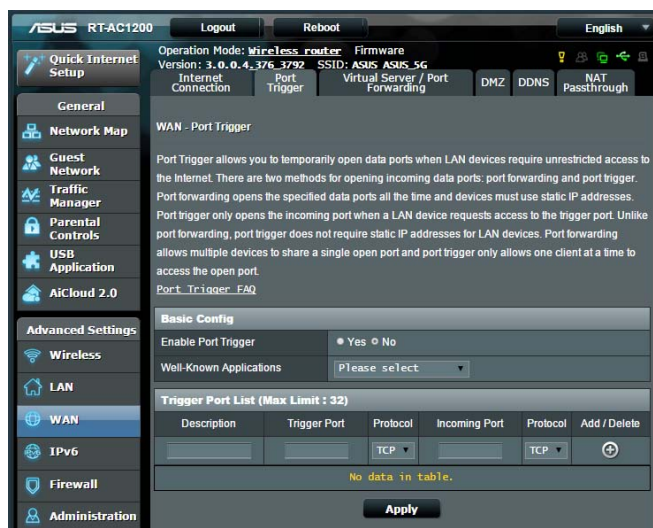 ASUS RT-AC1200
Logout
Reboot
English
Quick Internet
Setup
General
Network Map
Guest
Network
Traffic
Manager
Parental
Controls
USB
Application
AiCloud 2.0
Advanced Settings
Wireless
LAN
WAN
IPv6
Firewall
Administration
Operation Mode: Wireless router Firmware
Version: 3.0.0.4_376_3792 SSID: ASUS ASUS_5G
Internet
Connection
Port
Trigger
Virtual Server / Port
Forwarding
DMZ
DDNS
NAT
Passthrough
WAN - Port Trigger
Port Trigger allows you to temporarily open data ports when LAN devices require unrestricted access to
the Internet. There are two methods for opening incoming data ports: port forwarding and port trigger.
Port forwarding opens the specified data ports all the time and devices must use static IP addresses.
Port trigger only opens the incoming port when a LAN device requests access to the trigger port. Unlike
port forwarding, port trigger does not require static IP addresses for LAN devices. Port forwarding
allows multiple devices to share a single open port and port trigger only allows one client at a time to
access the open port.
Port Trigger FAQ
Basic Config
Enable Port Trigger Yes No
Well-Known Applications Please select
Trigger Port List (Max Limit : 32)
Description Trigger Port Protocol Incoming Port Protocol Add / Delete
TCP TCP
No data in table.
Apply